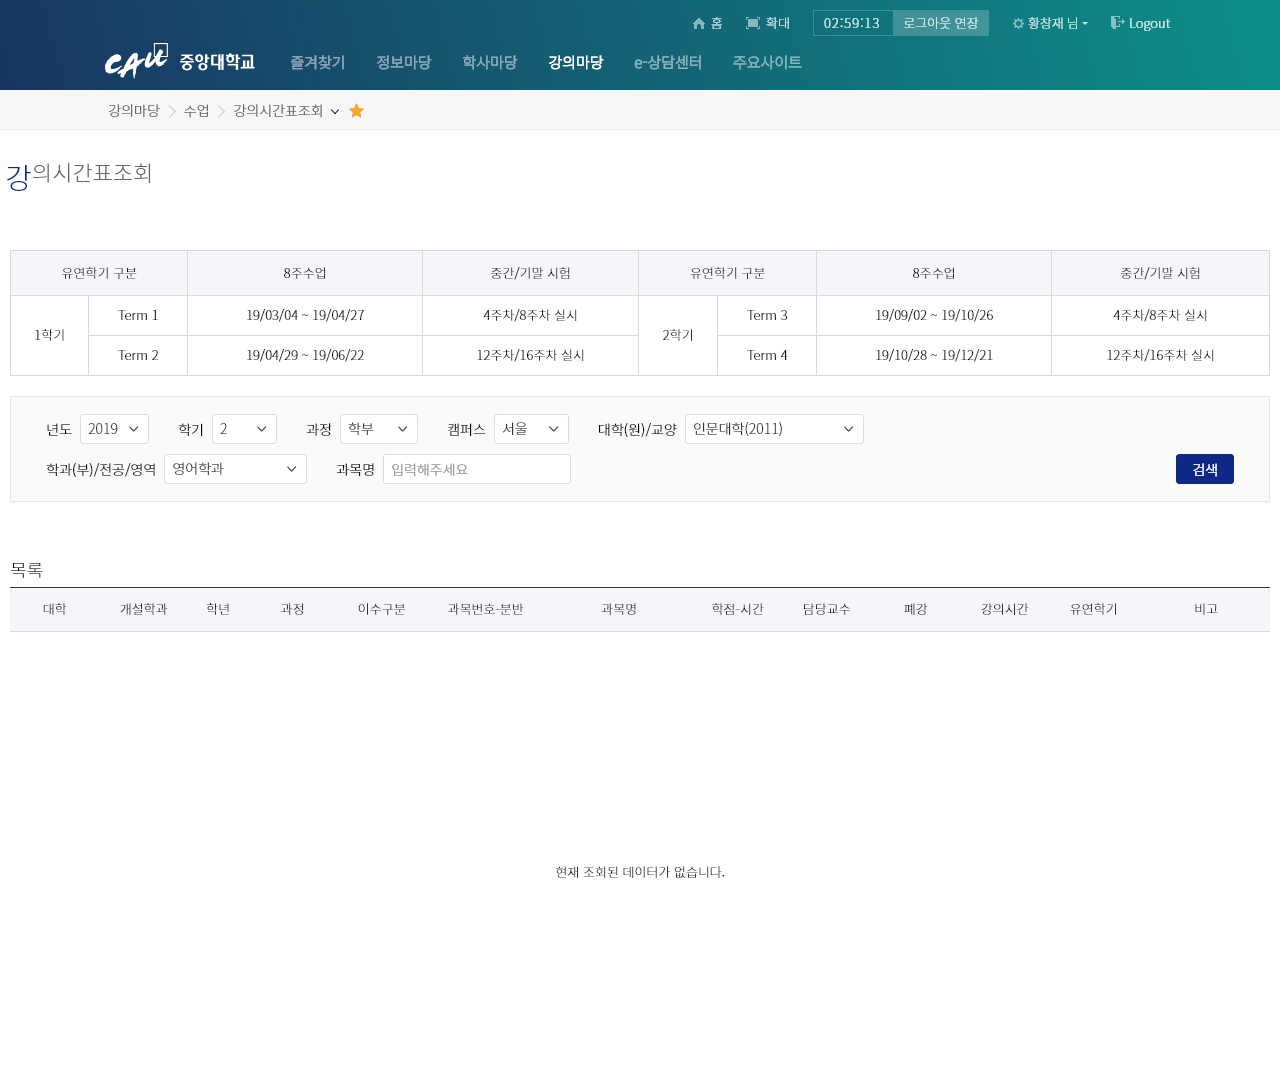 홈 확대 02:59:13 로그아웃 연장 황창재 님 Logout
CAU 중앙대학교 즐겨찾기 정보마당 학사마당 강의마당 e-상담센터 주요사이트
강의마당 수업 강의시간표조회
강의시간표조회
유연학기 구분 8주수업 중간/기말 시험 유연학기 구분 8주수업 중간/기말 시험
1학기 Term 1 19/03/04 ~ 19/04/27 4주차/8주차 실시 2학기 Term 3 19/09/02 ~ 19/10/26 4주차/8주차 실시
Term 2 19/04/29 ~ 19/06/22 12주차/16주차 실시 Term 4 19/10/28 ~ 19/12/21 12주차/16주차 실시
년도 2019 학기 2 과정 학부 캠퍼스 서울 대학(원)/교양 인문대학(2011)
학과(부)/전공/영역 영어학과 과목명 입력해주세요 검색
목록
대학 개설학과 학년 과정 이수구분 과목번호-분반 과목명 학점-시간 담당교수 폐강 강의시간 유연학기 비고
현재 조회된 데이터가 없습니다.